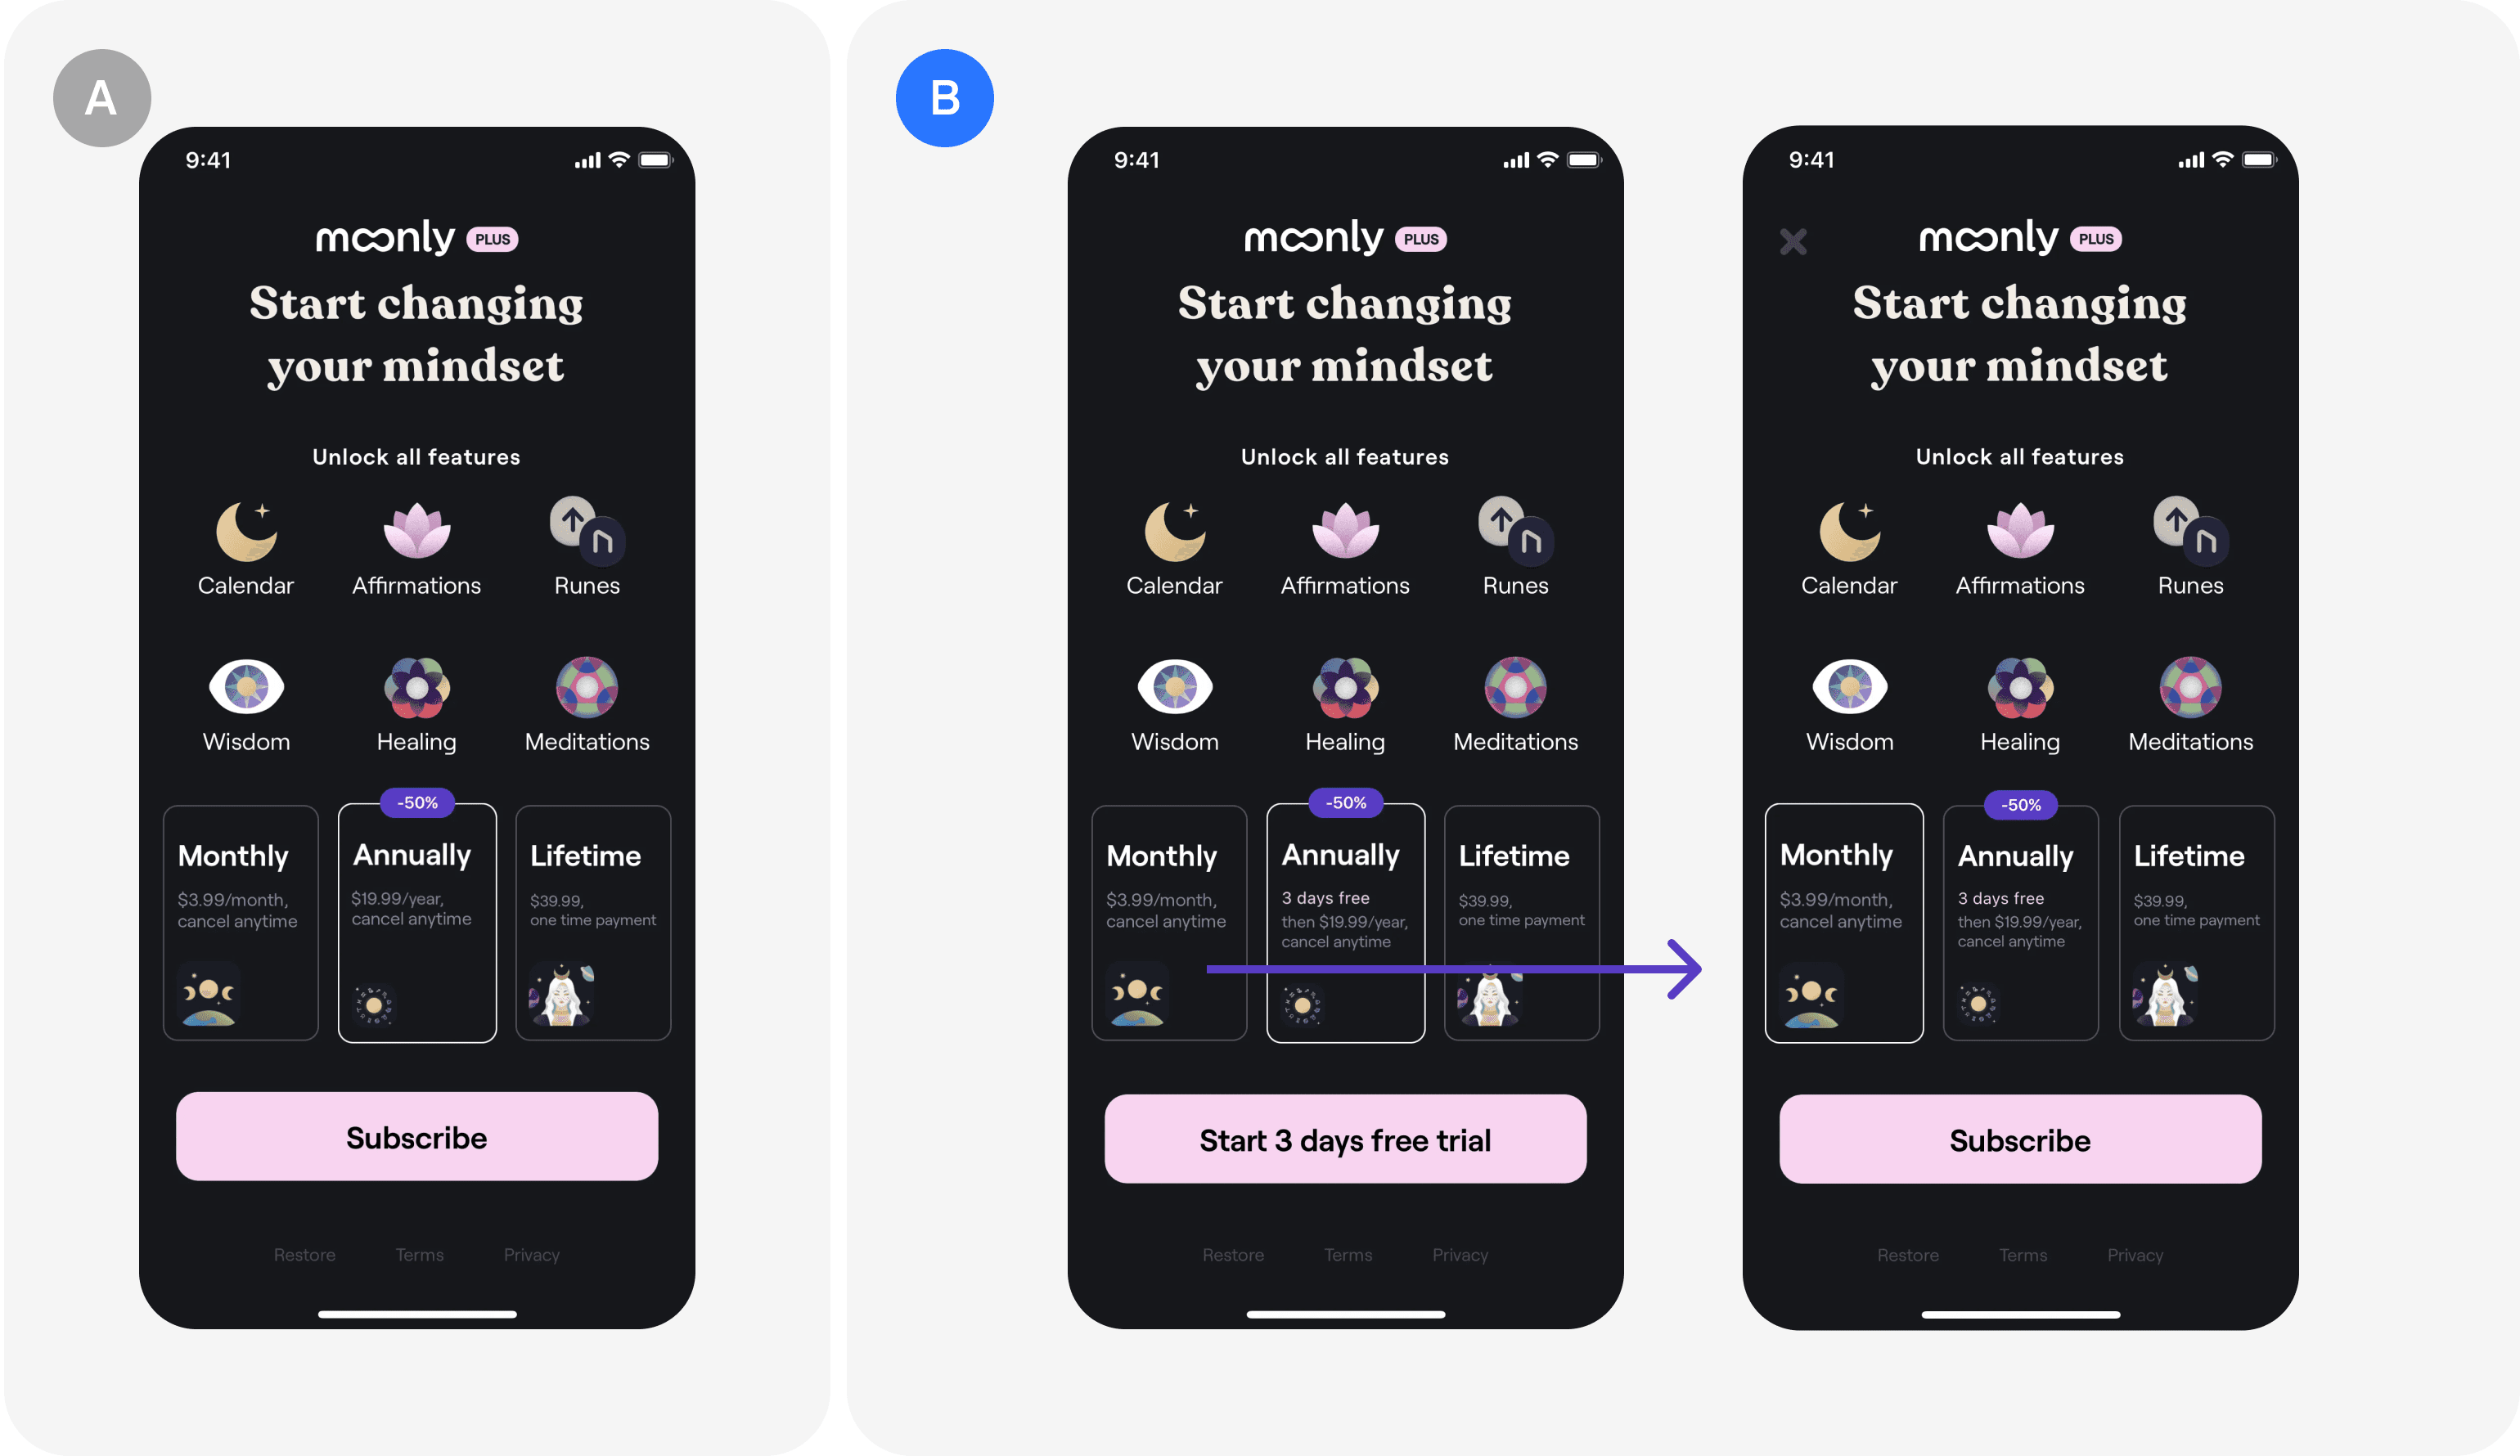 A
9:41
moonly PLUS
Start changing
your mindset
Unlock all features
Calendar Affirmations Runes
Wisdom Healing Meditations
-50%
Monthly Annually Lifetime
$3.99/month, $19.99/year, $39.99,
cancel anytime cancel anytime one time payment
Subscribe
Restore Terms Privacy
B
9:41
moonly PLUS
Start changing
your mindset
Unlock all features
Calendar Affirmations Runes
Wisdom Healing Meditations
-50%
Monthly Annually Lifetime
$3.99/month, 3 days free $39.99,
cancel anytime then $19.99/year, one time payment
cancel anytime
Start 3 days free trial
Restore Terms Privacy
9:41
moonly PLUS
Start changing
your mindset
Unlock all features
Calendar Affirmations Runes
Wisdom Healing Meditations
-50%
Monthly Annually Lifetime
$3.99/month, 3 days free $39.99,
cancel anytime then $19.99/year, one time payment
cancel anytime
Subscribe
Restore Terms Privacy